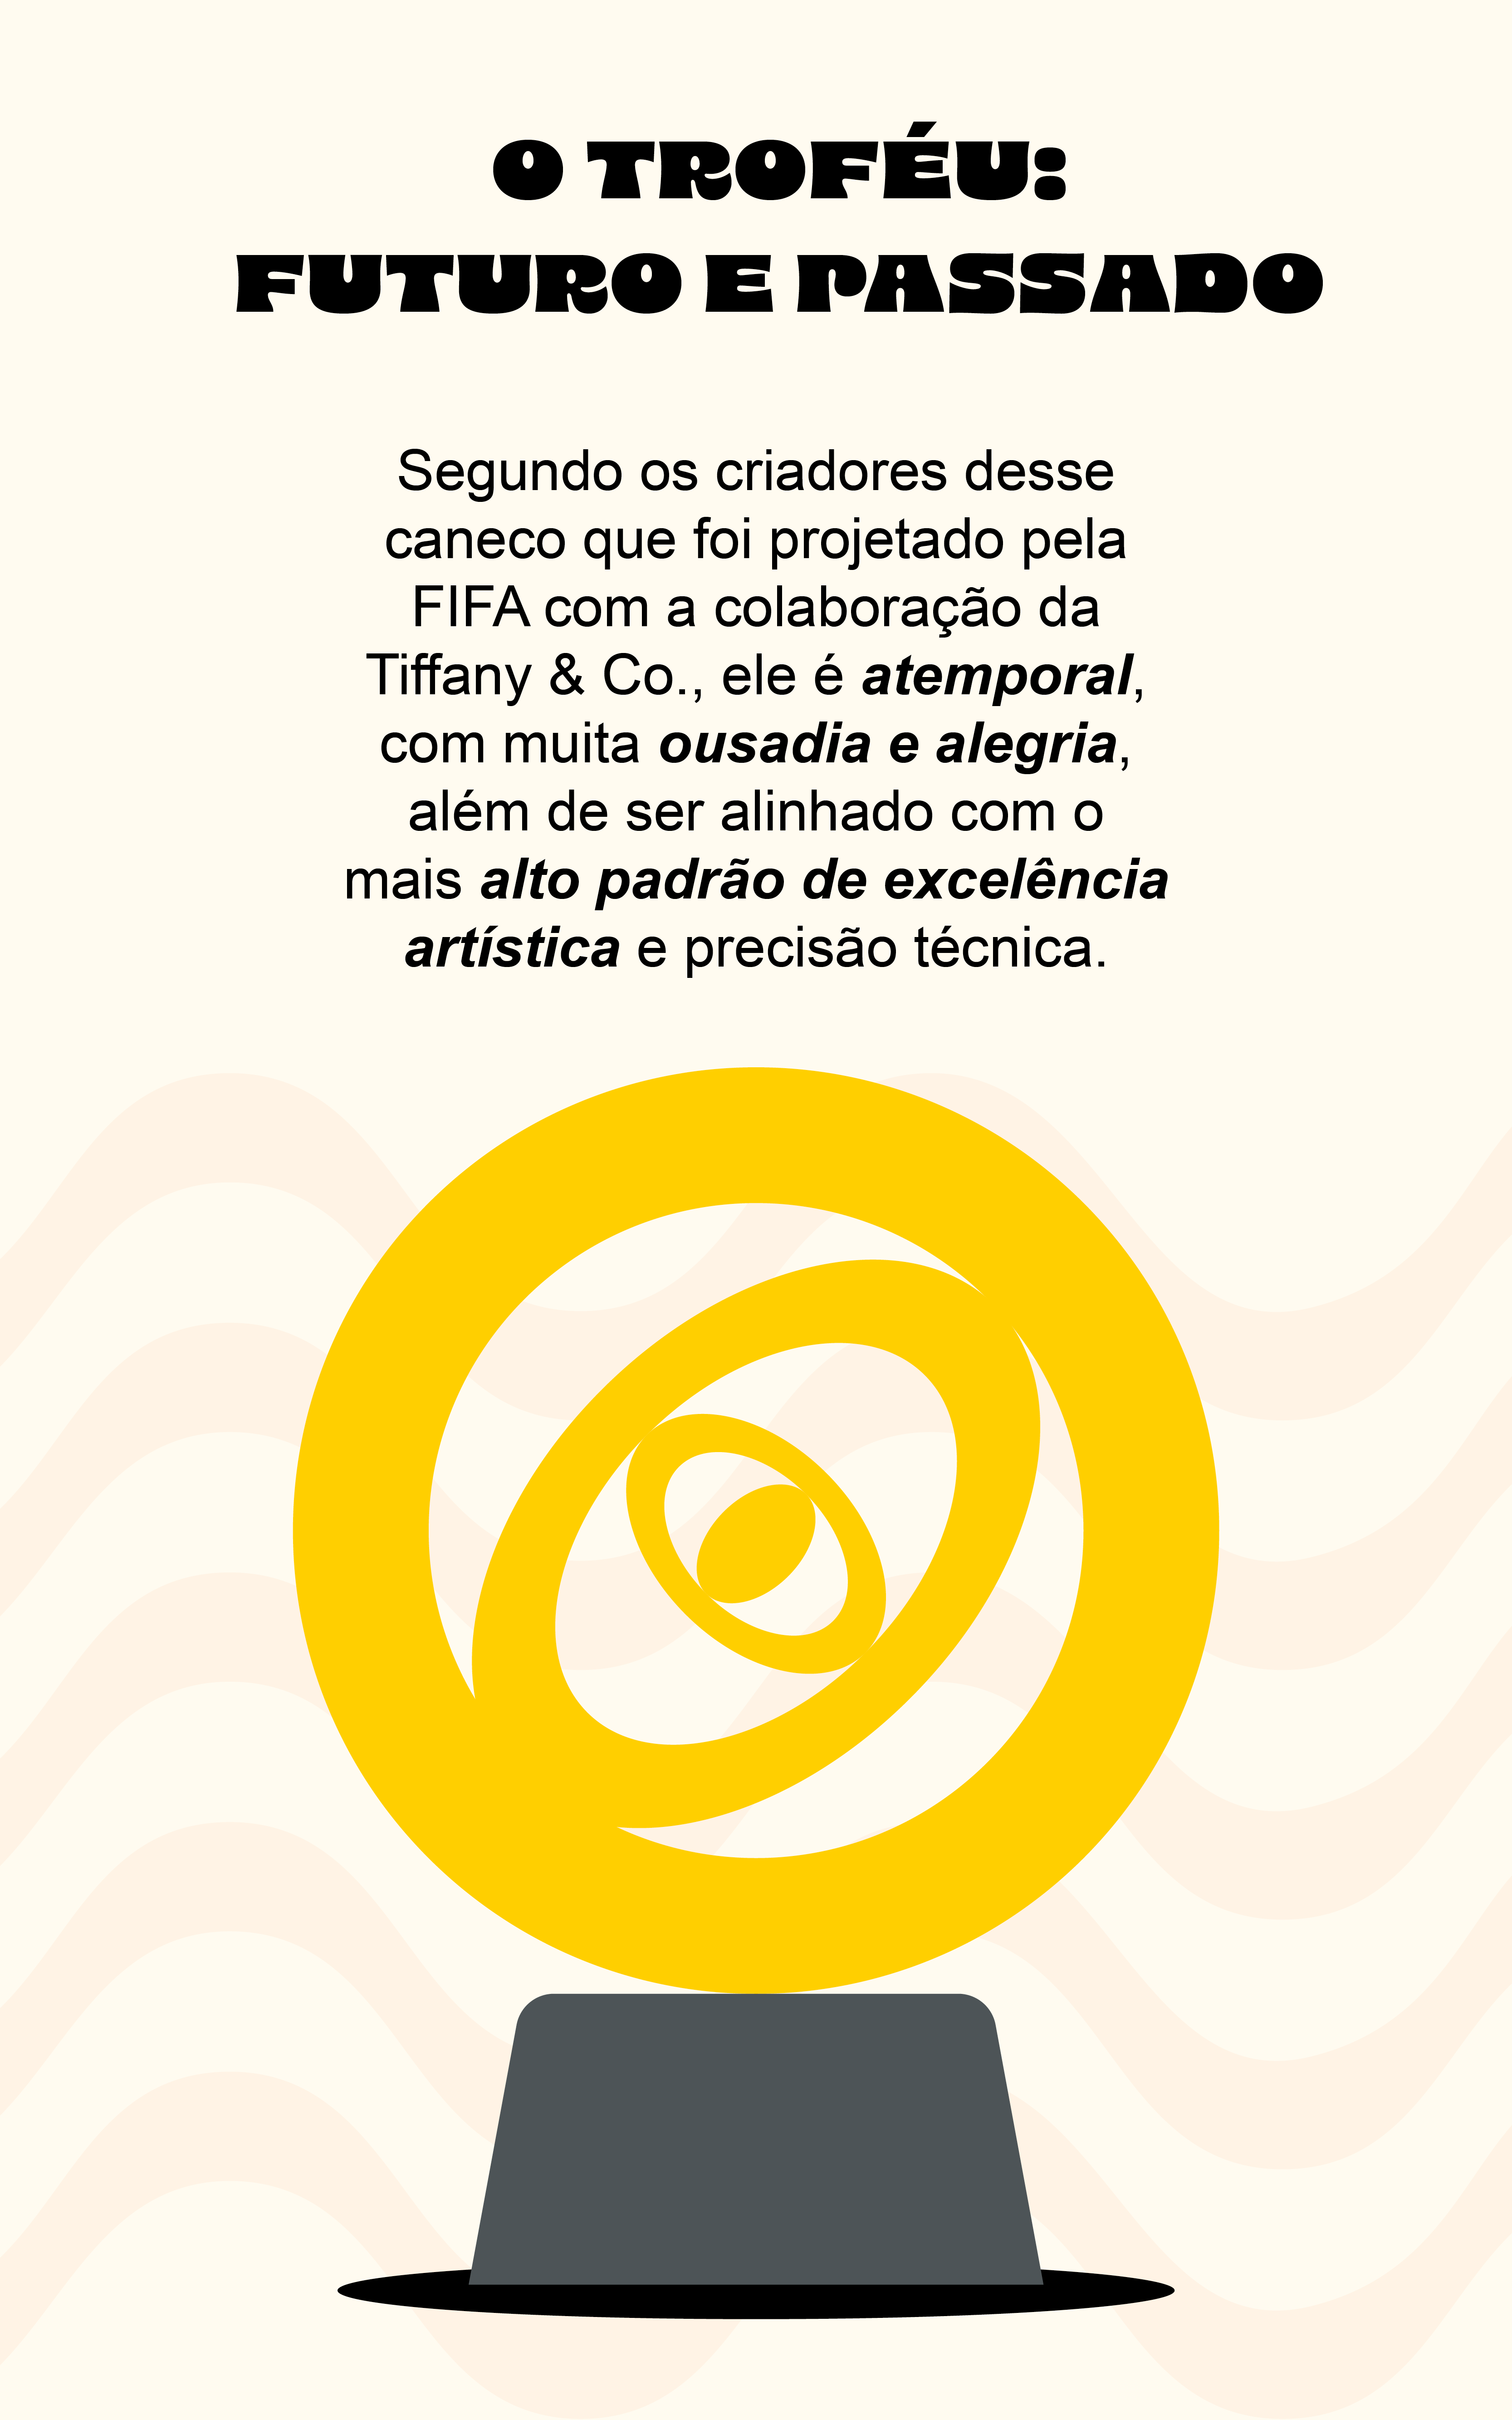 O TROFÉU:
FUTURO E PASSADO
Segundo os criadores desse
caneco que foi projetado pela
FIFA com a colaboração da
Tiffany & Co., ele é atemporal,
com muita ousadia e alegria,
além de ser alinhado com o
mais alto padrão de excelência
artística e precisão técnica.